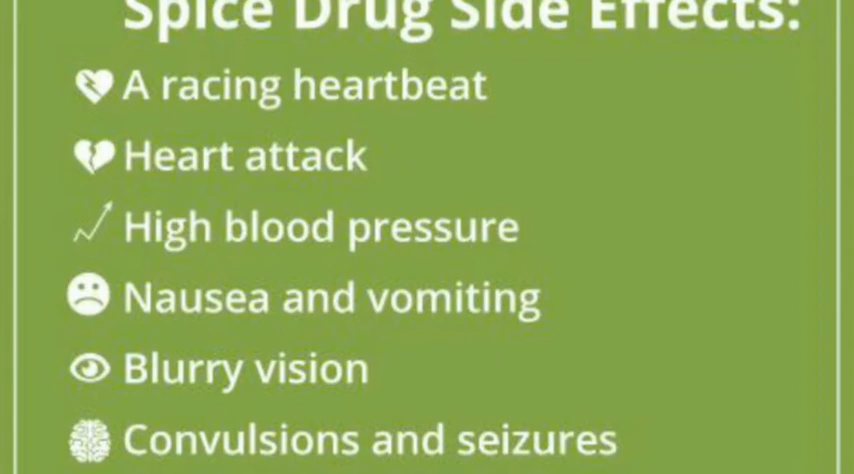 Spice Drug Side Effects:
A racing heartbeat
Heart attack
High blood pressure
Nausea and vomiting
Blurry vision
Convulsions and seizures